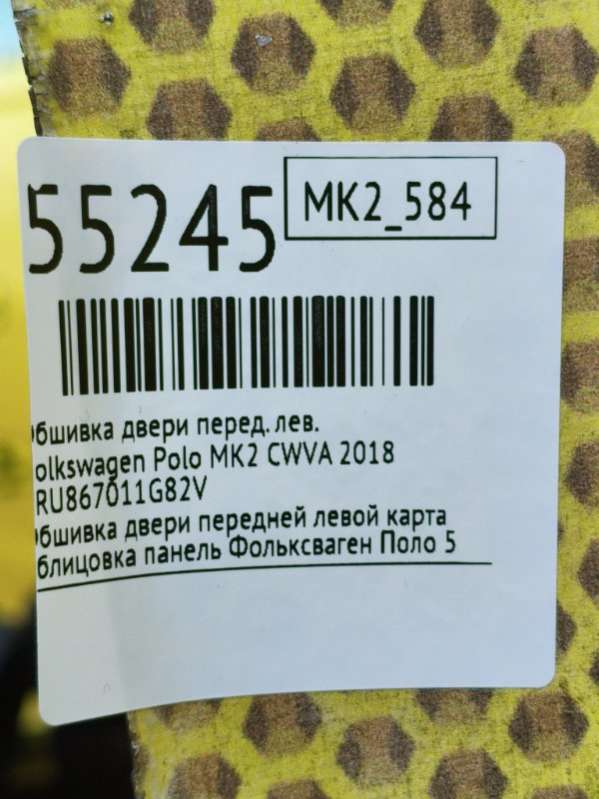 55245
MK2_584
бшивка двери перед. лев.
olkswagen Polo MK2 CWVA 2018
RU867011G82V
бшивка двери передней левой карта
блицовка панель Фольксваген Поло 5